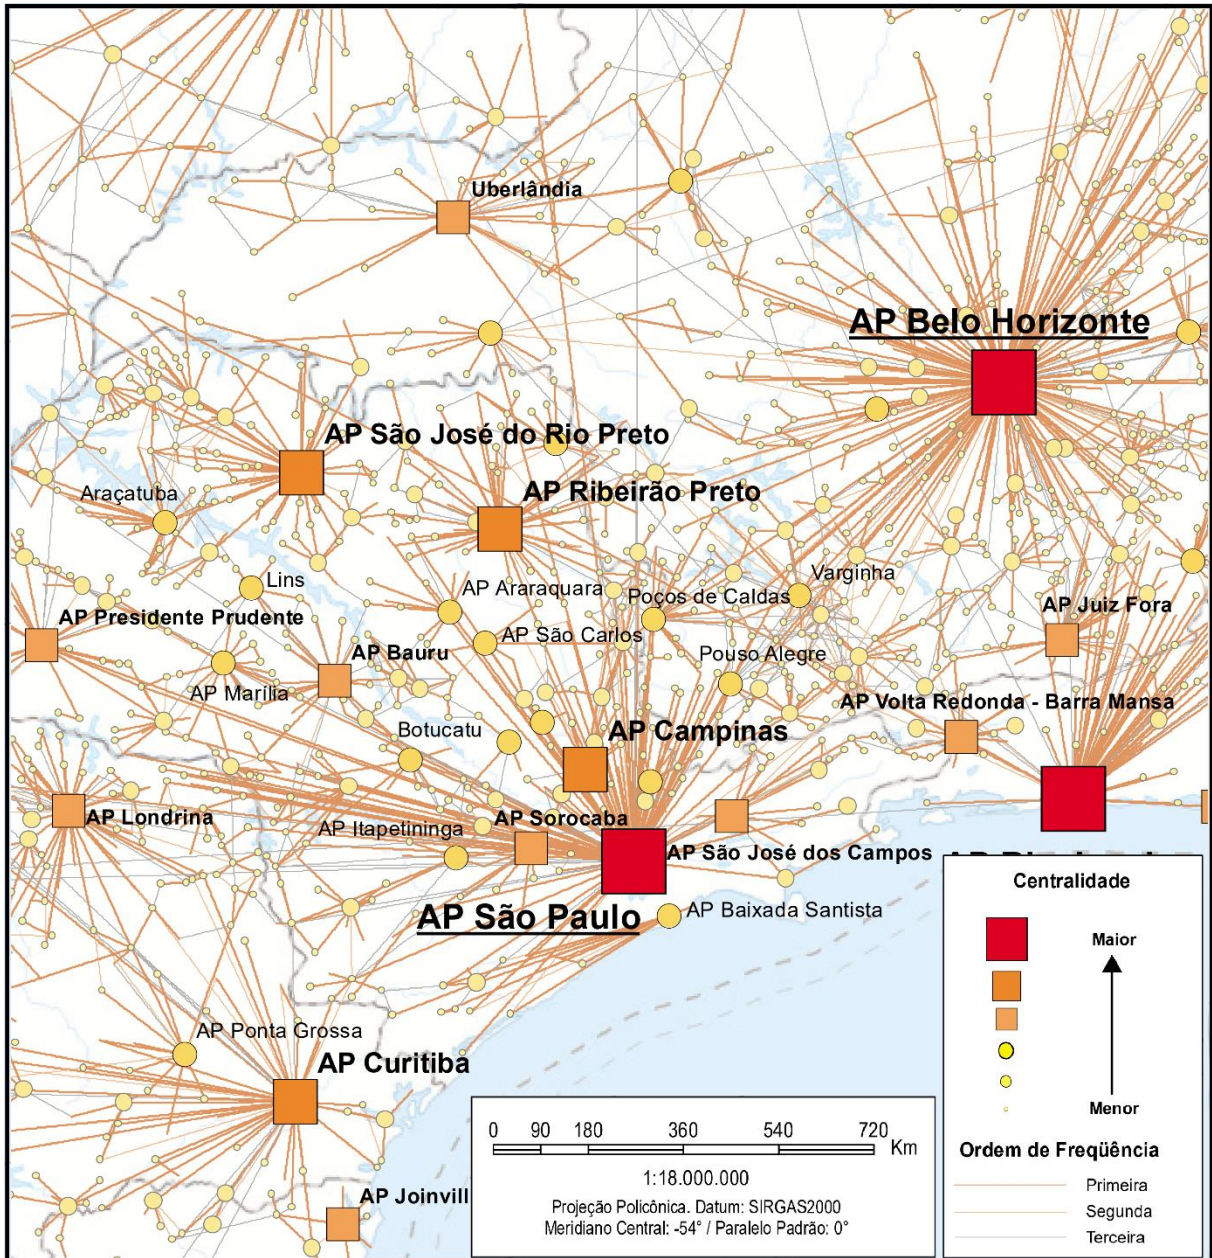 Uberlândia
AP Belo Horizonte
AP São José do Rio Preto
Araçatuba
AP Ribeirão Preto
Lins
AP Araraquara
Poços de Caldas
Varginha
AP Presidente Prudente
AP Juiz Fora
AP São Carlos
AP Bauru
Pouso Alegre
AP Marília
AP Volta Redonda - Barra Mansa
Botucatu
AP Campinas
AP Londrina
AP Itapetininga
AP Sorocaba
AP São José dos Campos
AP São Paulo
AP Baixada Santista
AP Ponta Grossa
AP Curitiba
AP Joinvill
Centralidade
Maior
Menor
Ordem de Freqüência
Primeira
Segunda
Terceira
0 90 180 360 540 720
Km
1:18.000.000
Projeção Policônica. Datum: SIRGAS2000
Meridiano Central: -54° / Paralelo Padrão: 0°